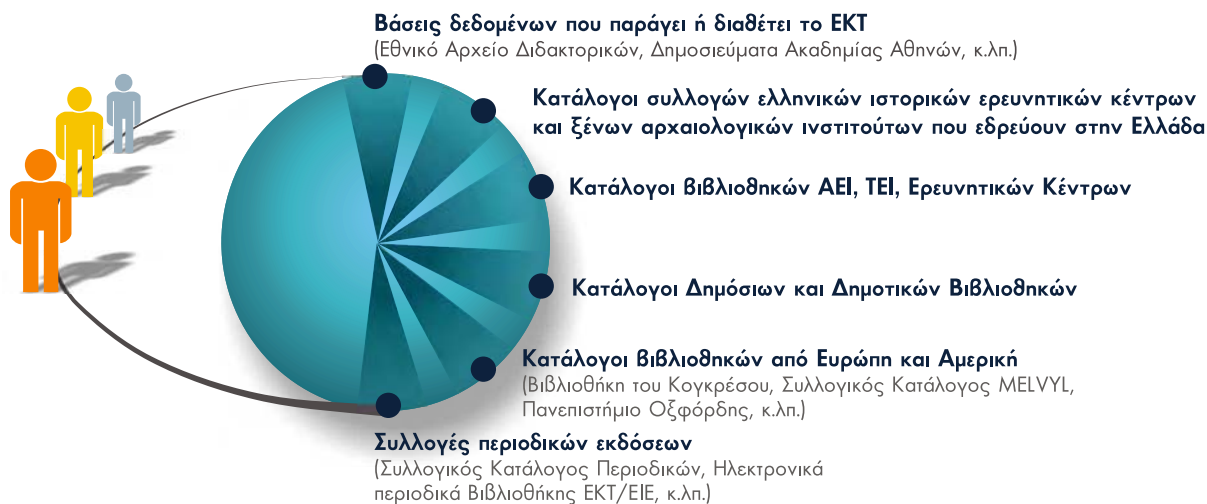 Βάσεις δεδομένων που παράγει ή διαθέτει το ΕΚΤ
(Εθνικό Αρχείο Διδακτορικών, Δημοσιεύματα Ακαδημίας Αθηνών, κ.λπ.)
Κατάλογοι συλλογών ελληνικών ιστορικών ερευνητικών κέντρων
και ξένων αρχαιολογικών ινστιτούτων που εδρεύουν στην Ελλάδα
Κατάλογοι βιβλιοθηκών ΑΕΙ, ΤΕΙ, Ερευνητικών Κέντρων
Κατάλογοι Δημόσιων και Δημοτικών Βιβλιοθηκών
Κατάλογοι βιβλιοθηκών από Ευρώπη και Αμερική
(Βιβλιοθήκη του Κογκρέσου, Συλλογικός Κατάλογος MELVYL,
Πανεπιστήμιο Οξφόρδης, κ.λπ.)
Συλλογές περιοδικών εκδόσεων
(Συλλογικός Κατάλογος Περιοδικών, Ηλεκτρονικά
περιοδικά Βιβλιοθήκης ΕΚΤ/ΕΙΕ, κ.λπ.)